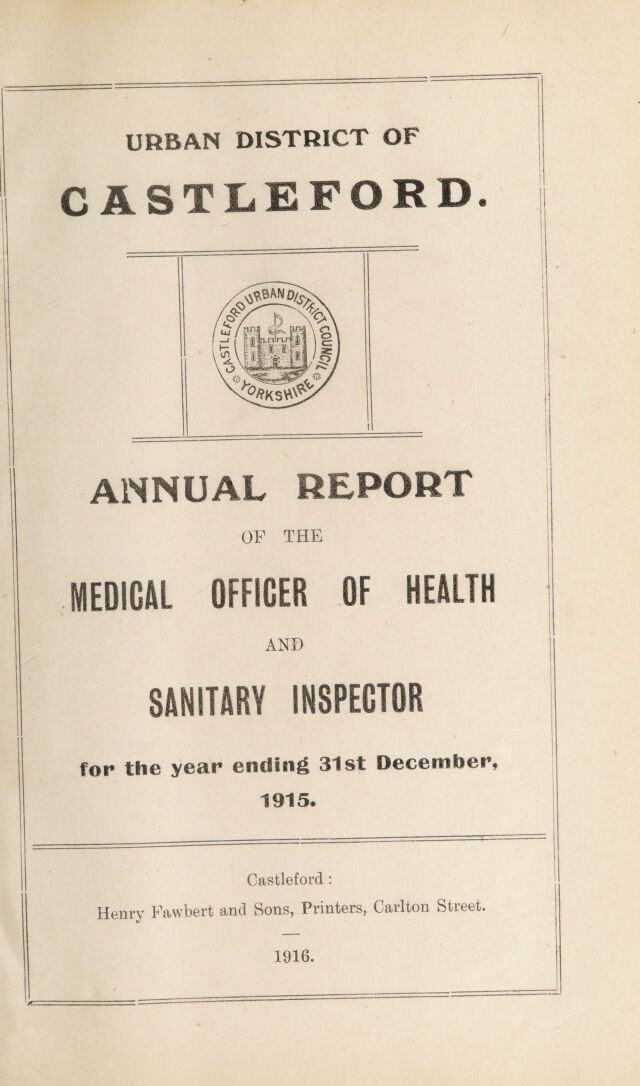 URBAN DISTRICT OF
CASTLEFORD.
CASTLEFORD URBAN DISTRICT COUNCIL
YORKSHIRE
ANNUAL REPORT
OF THE
MEDICAL OFFICER OF HEALTH
AND
SANITARY INSPECTOR
for the year ending 31st December,
1915.
Castleford :
Henry Fawbert and Sons, Printers, Carlton Street.
1916.